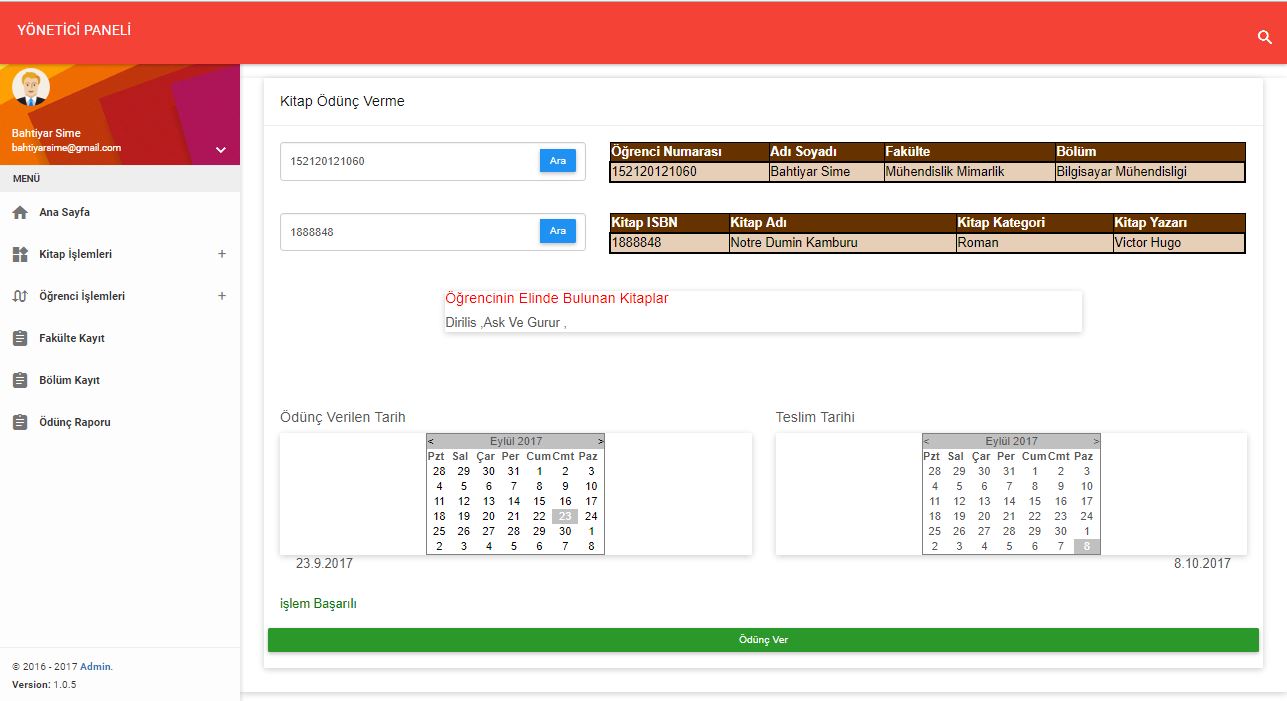 YÖNETİCİ PANELİ
Bahtiyar Sime
bahtiyarsime@gmail.com
MENÜ
Ana Sayfa
Kitap İşlemleri +
Öğrenci İşlemleri +
Fakülte Kayıt
Bölüm Kayıt
Ödünç Raporu
© 2016 - 2017 Admin.
Version: 1.0.5
Kitap Ödünç Verme
152120121060 Ara
Öğrenci Numarası Adı Soyadı Fakülte Bölüm
152120121060 Bahtiyar Sime Mühendislik Mimarlik Bilgisayar Mühendisligi
1888848 Ara
Kitap ISBN Kitap Adı Kitap Kategori Kitap Yazarı
1888848 Notre Dumin Kamburu Roman Victor Hugo
Öğrencinin Elinde Bulunan Kitaplar
Dirilis ,Ask Ve Gurur ,
Ödünç Verilen Tarih
< Eylül 2017 >
Pzt Sal Çar Per Cum Cmt Paz
28 29 30 31 1 2 3
4 5 6 7 8 9 10
11 12 13 14 15 16 17
18 19 20 21 22 23 24
25 26 27 28 29 30 1
2 3 4 5 6 7 8
23.9.2017
Teslim Tarihi
< Eylül 2017 >
Pzt Sal Çar Per Cum Cmt Paz
28 29 30 31 1 2 3
4 5 6 7 8 9 10
11 12 13 14 15 16 17
18 19 20 21 22 23 24
25 26 27 28 29 30 1
2 3 4 5 6 7 8
8.10.2017
işlem Başarılı
Ödünç Ver